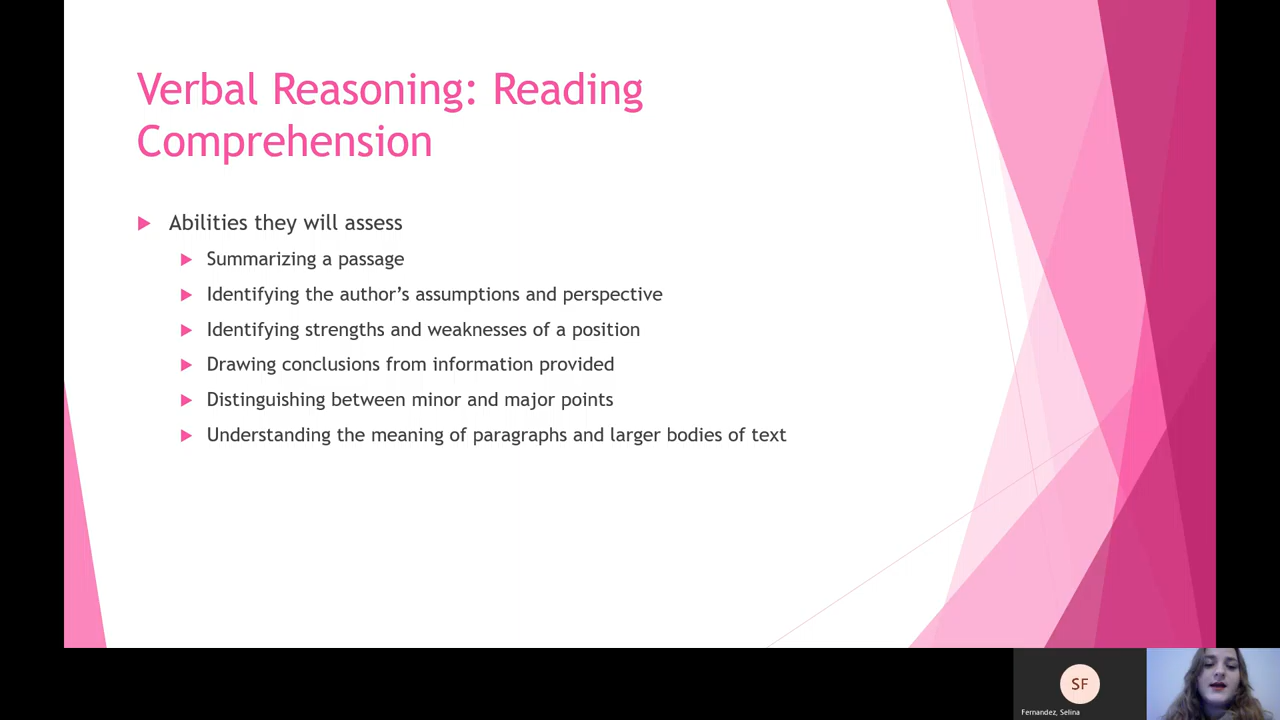 Verbal Reasoning: Reading
Comprehension
Abilities they will assess
Summarizing a passage
Identifying the author’s assumptions and perspective
Identifying strengths and weaknesses of a position
Drawing conclusions from information provided
Distinguishing between minor and major points
Understanding the meaning of paragraphs and larger bodies of text
SF
Fernandez, Selina